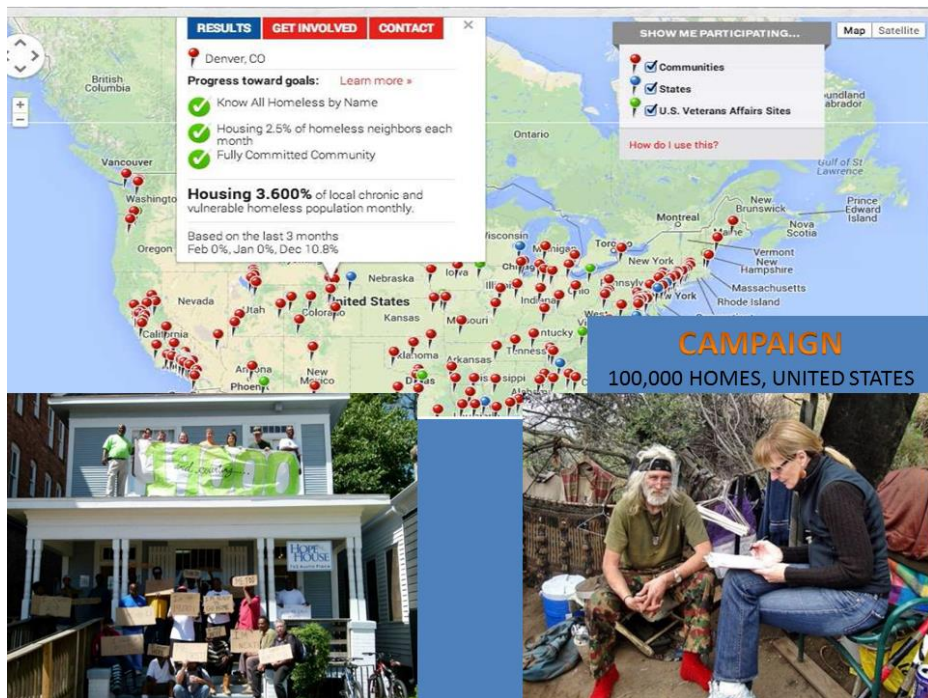 RESULTS GET INVOLVED CONTACT ×
Denver, CO
Progress toward goals: Learn more »
Know All Homeless by Name
Housing 2.5% of homeless neighbors each
month
Fully Committed Community
Housing 3.600% of local chronic and
vulnerable homeless population monthly.
Based on the last 3 months
Feb 0%, Jan 0%, Dec 10.8%
SHOW ME PARTICIPATING...
Communities
States
U.S. Veterans Affairs Sites
How do I use this?
Map Satellite
+
−
British
Columbia
Vancouver
Washington
Oregon
Nevada
California
Utah
Colorado
Arizona
Phoen
New
Mexico
Nebraska
United States
Kansas
Oklahoma
Iowa
Missouri
Arkansas
Wisconsin
Michigan
Indiana
Ohio
Ontario
Toronto
Montreal
Maine
New
Brunswick
Prince
Edward
Island
Nova
Scotia
Gulf of St
Lawrence
Vermont
New
Hampshire
Massachusetts
Rhode Island
New York
New York
CAMPAIGN
100,000 HOMES, UNITED STATES
and counting...
HOPE
HOUSE